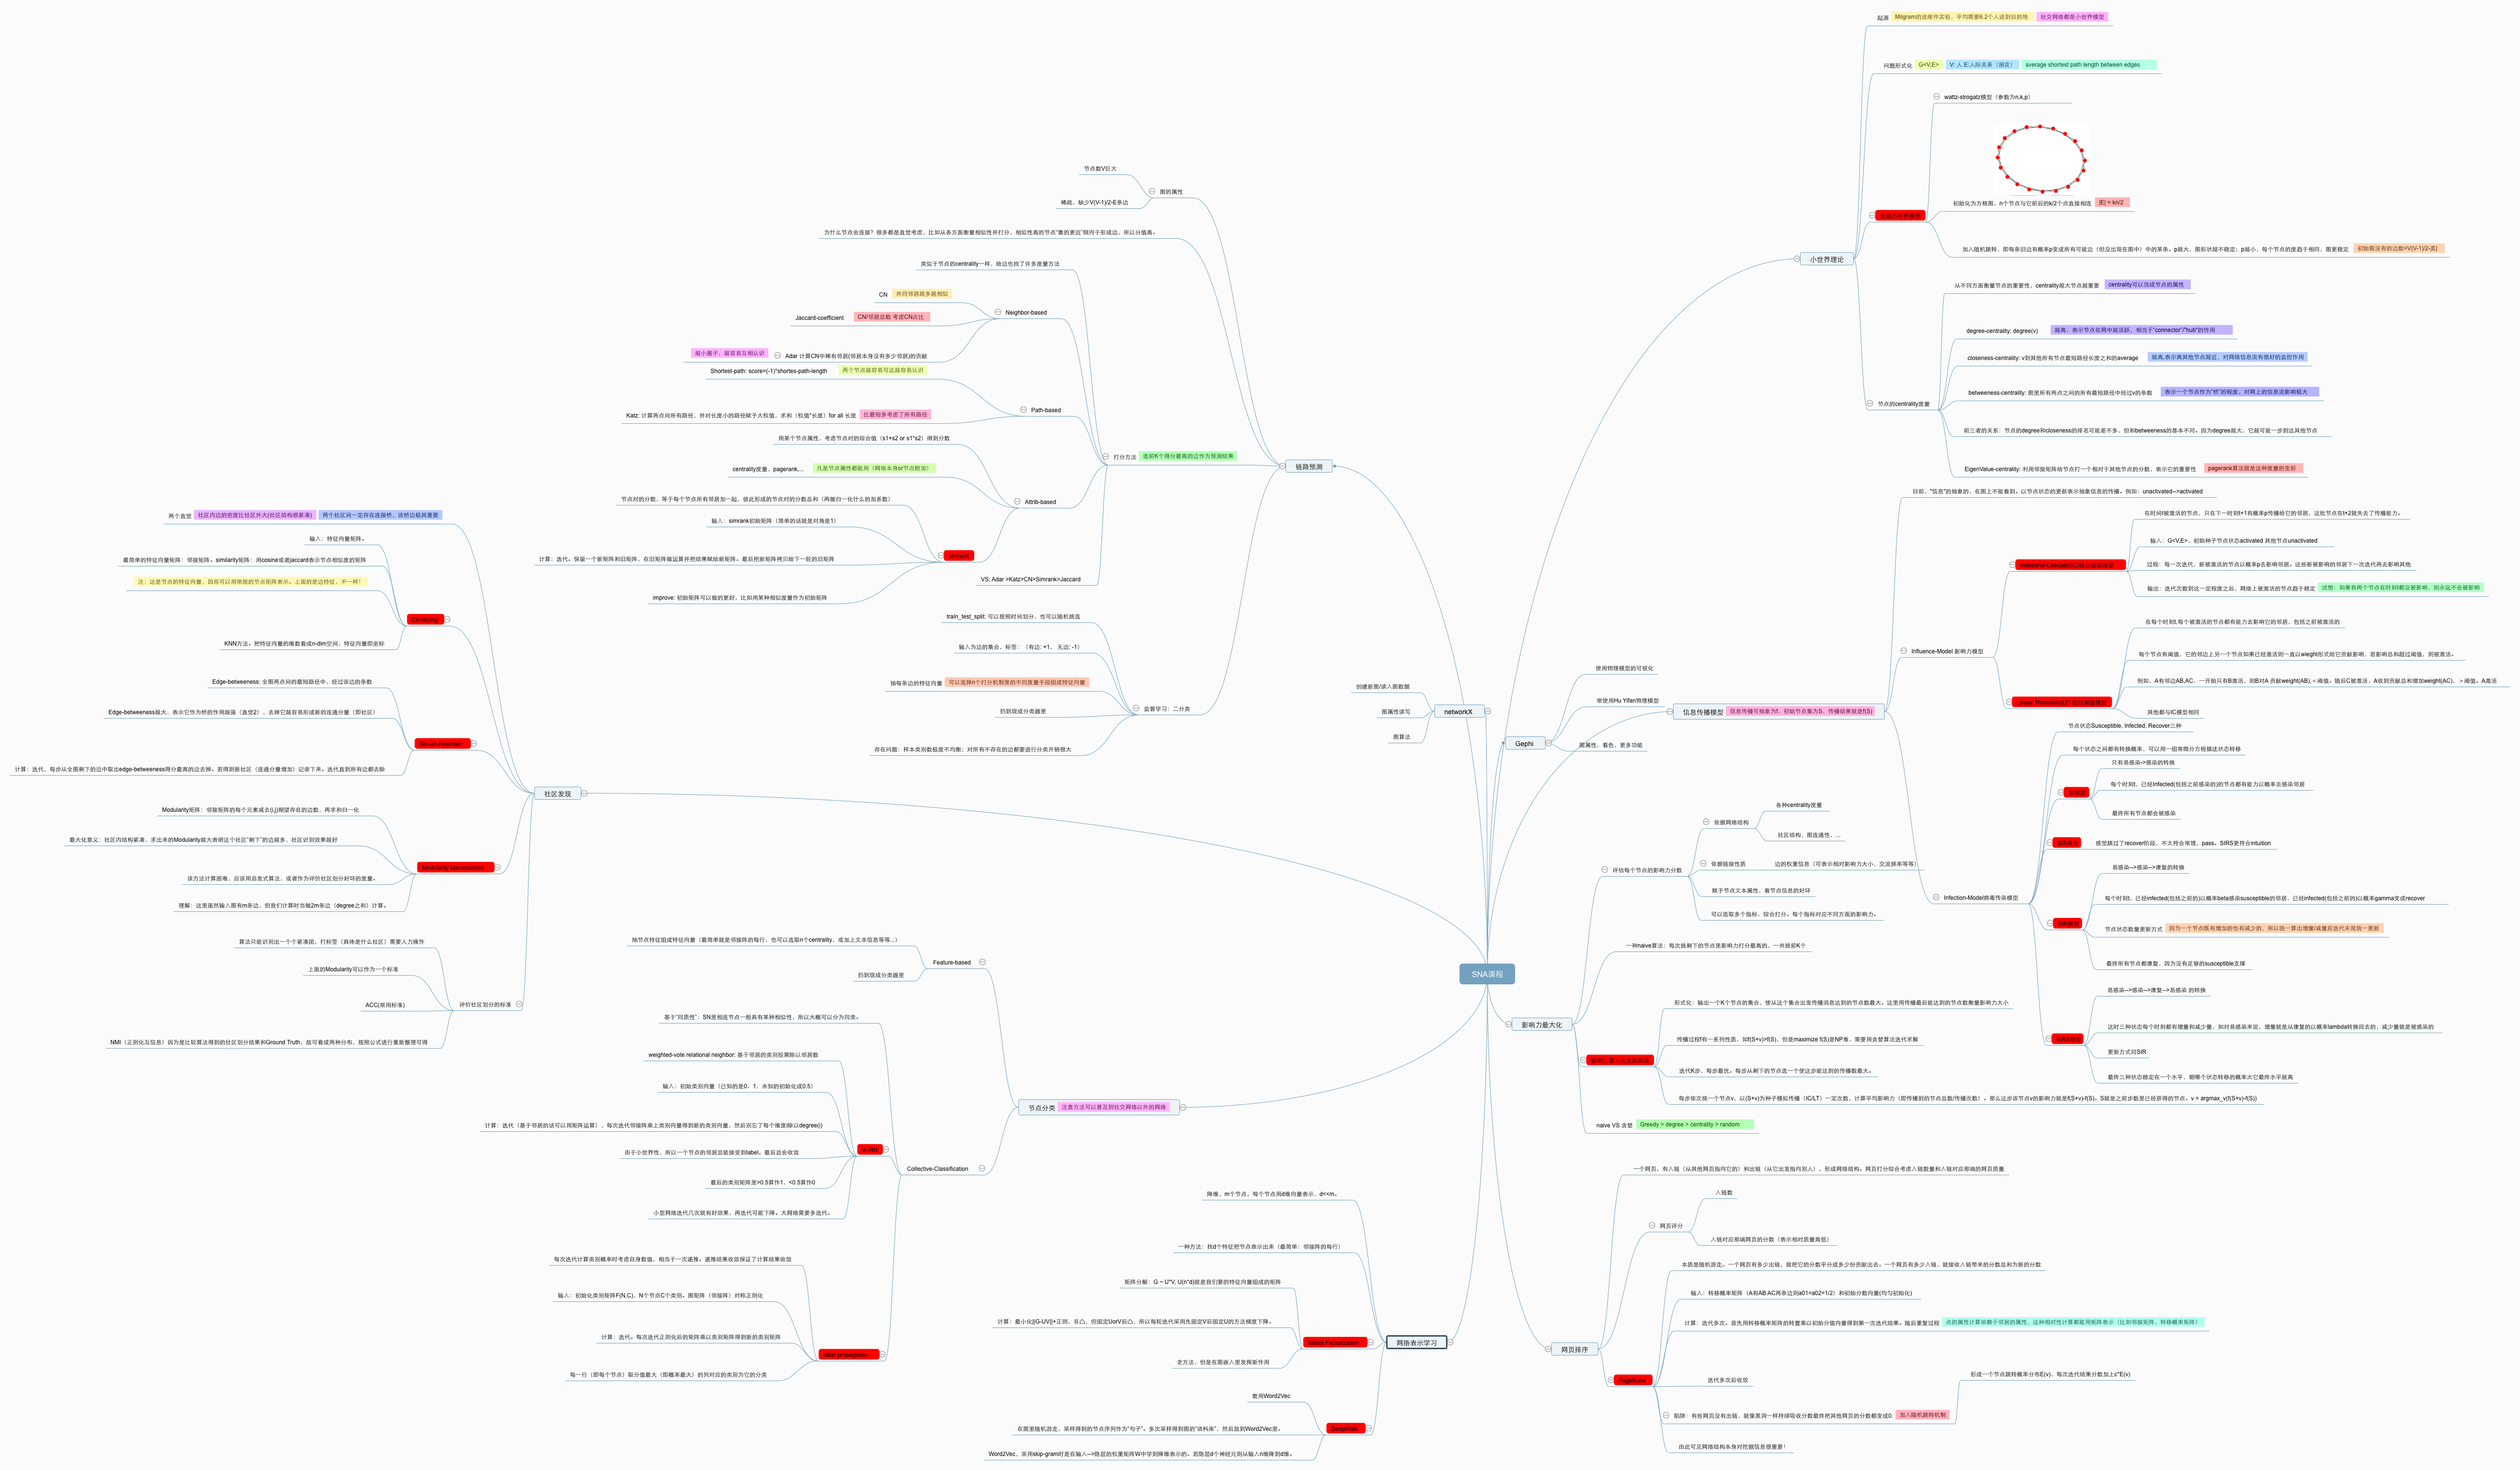 SNA课程
小世界理论
起源 Milgram的送邮件实验，平均需要6.2个人送到目的地 社交网络都是小世界模型
问题形式化 G<V,E> V: 人 E:人际关系（朋友） average shortest path length between edges
生成小世界模型
wattz-strogatz模型（参数为n,k,p）
初始化为方格图，n个节点与它前后的k/2个点直接相连 |E| = kn/2
加入随机跳转，即每条旧边有概率p变成所有可能边（但没出现在图中）中的某条。p越大，图形状越不稳定；p越小，每个节点的度趋于相同，图更稳定 初始图没有的边数=V(V-1)/2-|E|
节点的centrality度量
从不同方面衡量节点的重要性，centrality越大节点越重要 centrality可以当成节点的属性
degree-centrality: degree(v) 越高，表示节点在网中越活跃，相当于“connector”/“hub”的作用
closeness-centrality: v到其他所有节点最短路径长度之和的average 越高,表示离其他节点越近，对网络信息流有很好的监控作用
betweeness-centrality: 图里所有两点之间的所有最短路径中经过v的条数 表示一个节点作为“桥”的程度，对网上的信息流影响极大
前三者的关系：节点的degree和closeness的排名可能差不多，但和betweeness的基本不同。因为degree越大，它越可能一步到达其他节点
EigenValue-centrality: 利用邻接矩阵给节点打一个相对于其他节点的分数，表示它的重要性 pagerank算法就是这种度量的变形
信息传播模型 信息传播可抽象为f，初始节点集为S，传播结果就是f(S)
目前，“信息”的抽象的，在图上不能看到。以节点状态的更新表示抽象信息的传播。例如：unactivated-->activated
Influence-Model 影响力模型
在时间t被激活的节点，只在下一时刻t+1有概率p传播给它的邻居，这批节点在t+2就失去了传播能力。
输入：G<V,E>，初始种子节点状态activated 其他节点unactivated
过程：每一次迭代，新被激活的节点以概率p去影响邻居。这些新被影响的邻居下一次迭代再去影响其他
输出：迭代次数到达一定程度之后，网络上被激活的节点趋于稳定 试想：如果有两个节点在时刻t都没被影响，则永远不会被影响
Linear Threshold(LT) 线性阈值模型
在每个时刻t,每个被激活的节点都有能力去影响它的邻居，包括之前被激活的
每个节点有阈值，它的邻边上另一个节点如果已经激活则一直以wieght形式给它贡献影响，若影响总和超过阈值，则被激活。
例如，A有邻边AB,AC，一开始只有B激活，则B对A 贡献weight(AB),＜阈值。随后C被激活，A收到贡献总和增加weight(AC)，＞阈值。A激活
其他都与IC模型相同
Infection-Model病毒传染模型
节点状态Susceptible, Infected, Recover三种
每个状态之间都有转换概率，可以用一组常微分方程描述状态转移
SI模型
只有易感染->感染的转换
每个时刻t，已经Infected(包括之前感染的)的节点都有能力以概率去感染邻居
最终所有节点都会被感染
SIS模型 感觉跳过了recover阶段，不太符合常理，pass。SIRS更符合intuition
SIR模型
易感染-->感染-->康复的转换
每个时刻t，已经infected(包括之前的)以概率beta感染susceptible的邻居，已经infected(包括之前的)以概率gamma变成recover
节点状态数量更新方式 因为一个节点既有增加的也有减少的，所以统一算出增量/减量后迭代末尾统一更新
最终所有节点都康复，因为没有足够的susceptible支撑
SIRS模型
易感染-->感染-->康复-->易感染 的转换
这时三种状态每个时刻都有增量和减少量，如对易感染来说，增量就是从康复的以概率lambda转换回去的，减少量就是被感染的
更新方式同SIR
最终三种状态稳定在一个水平，朝哪个状态转移的概率大它最终水平就高
Gephi
使用物理模型的可视化
常使用Hu Yifan物理模型
图属性，着色，更多功能
networkX
创建新图/读入图数据
图属性读写
图算法
影响力最大化
评估每个节点的影响力分数
依据网络结构
各种centrality度量
社区结构，图连通性，...
依据链接性质 边的权重信息（可表示相对影响力大小，交流频率等等）
赋予节点文本属性，看节点信息的好坏
可以选取多个指标，综合打分。每个指标对应不同方面的影响力。
一种naive算法：每次挑剩下的节点里影响力打分最高的，一共挑前K个
影响力最大化贪婪算法
形式化：输出一个K个节点的集合，使从这个集合出发传播消息达到的节点数最大。这里用传播最后能达到的节点数衡量影响力大小
传播过程f有一系列性质，如f(S+v)>f(S)，但是maximize f(S)是NP难，需要用贪婪算法迭代求解
迭代K步，每步最优。每步从剩下的节点选一个使这步能达到的传播数最大。
每步依次挑一个节点v，以(S+v)为种子模拟传播（IC/LT）一定次数，计算平均影响力（即传播到的节点总数/传播次数）。那么这步该节点v的影响力就是f(S+v)-f(S)。S就是之前步数里已经获得的节点。v = argmax_v(f(S+v)-f(S))
naive VS 贪婪 Greedy > degree > centrality > random
网页排序
一个网页，有入链（从其他网页指向它的）和出链（从它出发指向别人），形成网络结构。网页打分综合考虑入链数量和入链对应那端的网页质量
网页评分
入链数
入链对应那端网页的分数（表示相对质量高低）
PageRank
本质是随机游走。一个网页有多少出链，就把它的分数平分成多少份贡献出去。一个网页有多少入链，就接收入链带来的分数总和为新的分数
输入：转移概率矩阵（A有AB AC两条边则a01=a02=1/2）和初始分数向量(均匀初始化)
计算：迭代多次。首先用转移概率矩阵的转置乘以初始分值向量得到第一次迭代结果。随后重复过程 点的属性计算依赖于邻居的属性，这种相对性计算都能用矩阵表示（比如邻接矩阵，转移概率矩阵）
迭代多次后收敛
陷阱：有些网页没有出链，就像黑洞一样持续吸收分数最终把其他网页的分数都变成0. 加入随机跳转机制
形成一个节点跳转概率分布E(v)，每次迭代结果分数加上c*E(v)
由此可见网络结构本身对挖掘信息很重要！
链路预测
图的属性
节点数V巨大
稀疏，缺少V(V-1)/2-E条边
为什么节点会连接？很多都是直觉考虑，比如从各方面衡量相似性并打分，相似性高的节点“靠的更近”倾向于形成边，所以分值高。
打分方法 选前K个得分最高的边作为预测结果
类似于节点的centrality一样，给边也找了许多度量方法
Neighbor-based
CN 共同邻居越多越相似
Jaccard-coefficient CN/邻居总数 考虑CN占比
Adar 计算CN中稀有邻居(邻居本身没有多少邻居)的贡献 越小圈子，越容易互相认识
Path-based
Shortest-path: score=(-1)*shortes-path-length 两个节点越容易可达越容易认识
Katz: 计算两点间所有路径，并对长度小的路径赋于大权值，求和（权值*长度）for all 长度 比最短多考虑了所有路径
Attrib-based
用某个节点属性，考虑节点对的综合值（s1+s2 or s1*s2）得到分数
centrality度量，pagerank,... 凡是节点属性都能用（网络本身or节点附加）
simrank
节点对的分数，等于每个节点所有邻居加一起，彼此形成的节点对的分数总和（再做归一化什么的加系数）
输入：simrank初始矩阵（简单的话就是对角是1）
计算：迭代。保留一个新矩阵和旧矩阵，在旧矩阵做运算并把结果赋给新矩阵。最后把新矩阵拷贝给下一轮的旧矩阵
improve: 初始矩阵可以做的更好，比如用某种相似度量作为初始矩阵
VS: Adar >Katz>CN>Simrank>Jaccard
监督学习：二分类
train_test_split: 可以按照时间划分，也可以随机挑选
输入为边的集合，标签：（有边: +1， 无边: -1）
抽每条边的特征向量 可以选择n个打分机制里的不同度量手段组成特征向量
扔到现成分类器里
存在问题：样本类别数极度不均衡；对所有不存在的边都要进行分类开销很大
社区发现
两个直觉 社区内边的密度比社区外大(社区结构很紧凑) 两个社区间一定存在连接桥，该桥边极其重要
Clustering
输入：特征向量矩阵。
最简单的特征向量矩阵：邻接矩阵。similarity矩阵：用cosine或者jaccard表示节点相似度的矩阵
注：这是节点的特征向量，因而可以用常规的节点矩阵表示。上面的是边特征，不一样！
KNN方法。把特征向量的维数看成n-dim空间，特征向量即坐标
Girvan-Newman
Edge-betweeness: 全图两点间的最短路径中，经过该边的条数
Edge-betweeness越大，表示它作为桥的作用越强（直觉2），去掉它越容易形成新的连通分量（即社区）
计算：迭代，每步从全图剩下的边中取出edge-betweeness得分最高的边去掉。若得到新社区（连通分量增加）记录下来。迭代直到所有边都去除
Modularity Maximization
Modularity矩阵：邻接矩阵的每个元素减去(i,j)期望存在的边数，再求和归一化
最大化意义：社区内结构紧凑，求出来的Modularity越大表明这个社区“剩下”的边越多，社区识别效果越好
该方法计算困难，应该用启发式算法，或者作为评价社区划分好坏的度量。
理解：这里虽然输入图有m条边，但我们计算时当做2m条边（degree之和）计算。
评价社区划分的标准
算法只能识别出一个个紧凑团，打标签（具体是什么社区）需要人力操作
上面的Modularity可以作为一个标准
ACC(常用标准)
NMI（正则化互信息）因为是比较算法得到的社区划分结果和Ground Truth，故可看成两种分布，按照公式进行重新整理可得
节点分类 注意方法可以普及到社交网络以外的网络
Feature-based
抽节点特征组成特征向量（最简单就是邻接阵的每行，也可以选取n个centrality，或加上文本信息等等...）
扔到现成分类器里
Collective-Classification
基于“同质性”：SN里相连节点一般具有某种相似性，所以大概可以分为同类。
wvRN
weighted-vote relational neighbor: 基于邻居的类别投票除以邻居数
输入：初始类别向量（已知的是0、1，未知的初始化成0.5）
计算：迭代（基于邻居的话可以用矩阵运算），每次迭代邻接阵乘上类别向量得到新的类别向量，然后别忘了每个维度i除以degree(i)
由于小世界性，所以一个节点的邻居总能接受到label。最后总会收敛
最后的类别矩阵里>0.5算作1，<0.5算作0
小型网络迭代几次就有好效果，再迭代可能下降。大网络需要多迭代。
label propagation
每次迭代计算类别概率时考虑自身数值，相当于一次递推。递推结果收敛保证了计算结果收敛
输入：初始化类别矩阵F(N,C)，N个节点C个类别。图矩阵（邻接阵）对称正则化
计算：迭代。每次迭代正则化后的矩阵乘以类别矩阵得到新的类别矩阵
每一行（即每个节点）取分值最大（即概率最大）的列对应的类别为它的分类
网络表示学习
降维，m个节点，每个节点用d维向量表示，d<<m。
一种方法：找d个特征把节点表示出来（最简单：邻接阵的每行）
Matrix Factorization
矩阵分解：G ~ U*V, U(n*d)就是我们要的特征向量组成的矩阵
计算：最小化||G-UV||+正则，非凸，但固定UorV后凸，所以每轮迭代采用先固定V后固定U的方法梯度下降。
老方法，但是在图嵌入里发挥新作用
DeepWalk
套用Word2Vec
在图里随机游走，采样得到的节点序列作为“句子”。多次采样得到图的“语料库”，然后放到Word2Vec里。
Word2Vec，采用skip-gram时是在输入-->隐层的权重矩阵W中学到降维表示的。若隐层d个神经元则从输入n维降到d维。